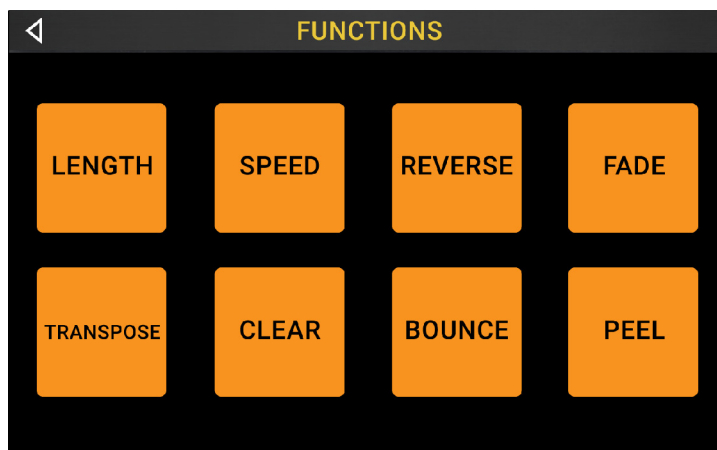 FUNCTIONS
LENGTH SPEED REVERSE FADE
TRANSPOSE CLEAR BOUNCE PEEL